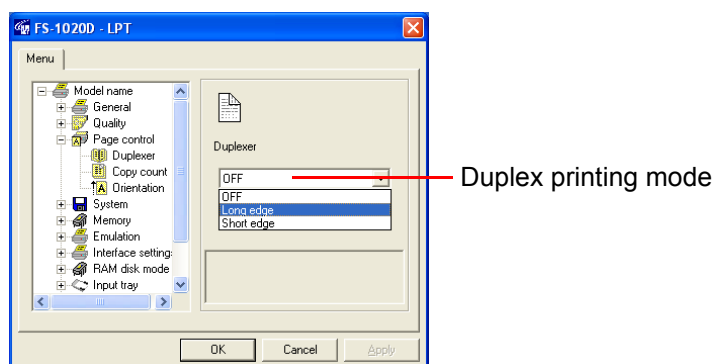 FS-1020D - LPT
Menu
Model name
General
Quality
Page control
Duplexer
Copy count
Orientation
System
Memory
Emulation
Interface setting
RAM disk mode
Input tray
Duplexer
OFF
OFF
Long edge
Short edge
Duplex printing mode
OK
Cancel
Apply